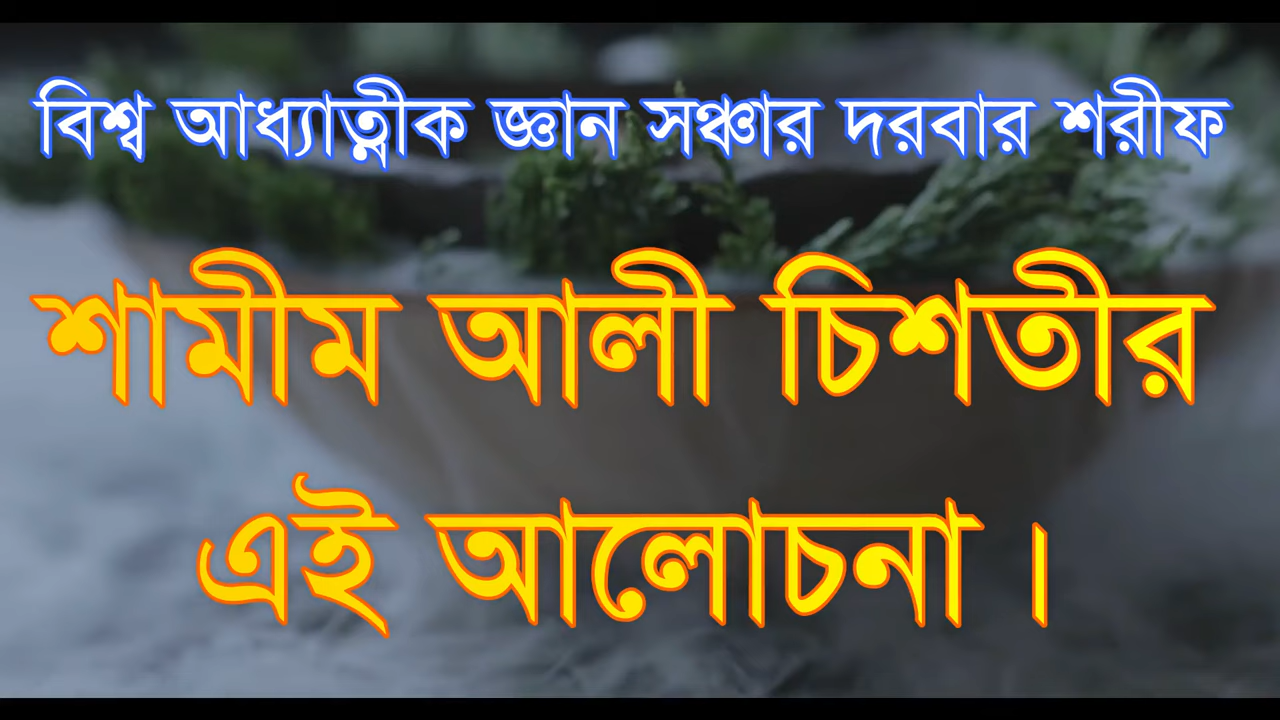 বিশ্ব আধ্যাত্নীক জ্ঞান সঞ্চার দরবার শরীফ
শামীম আলী চিশতীর
এই আলোচনা।